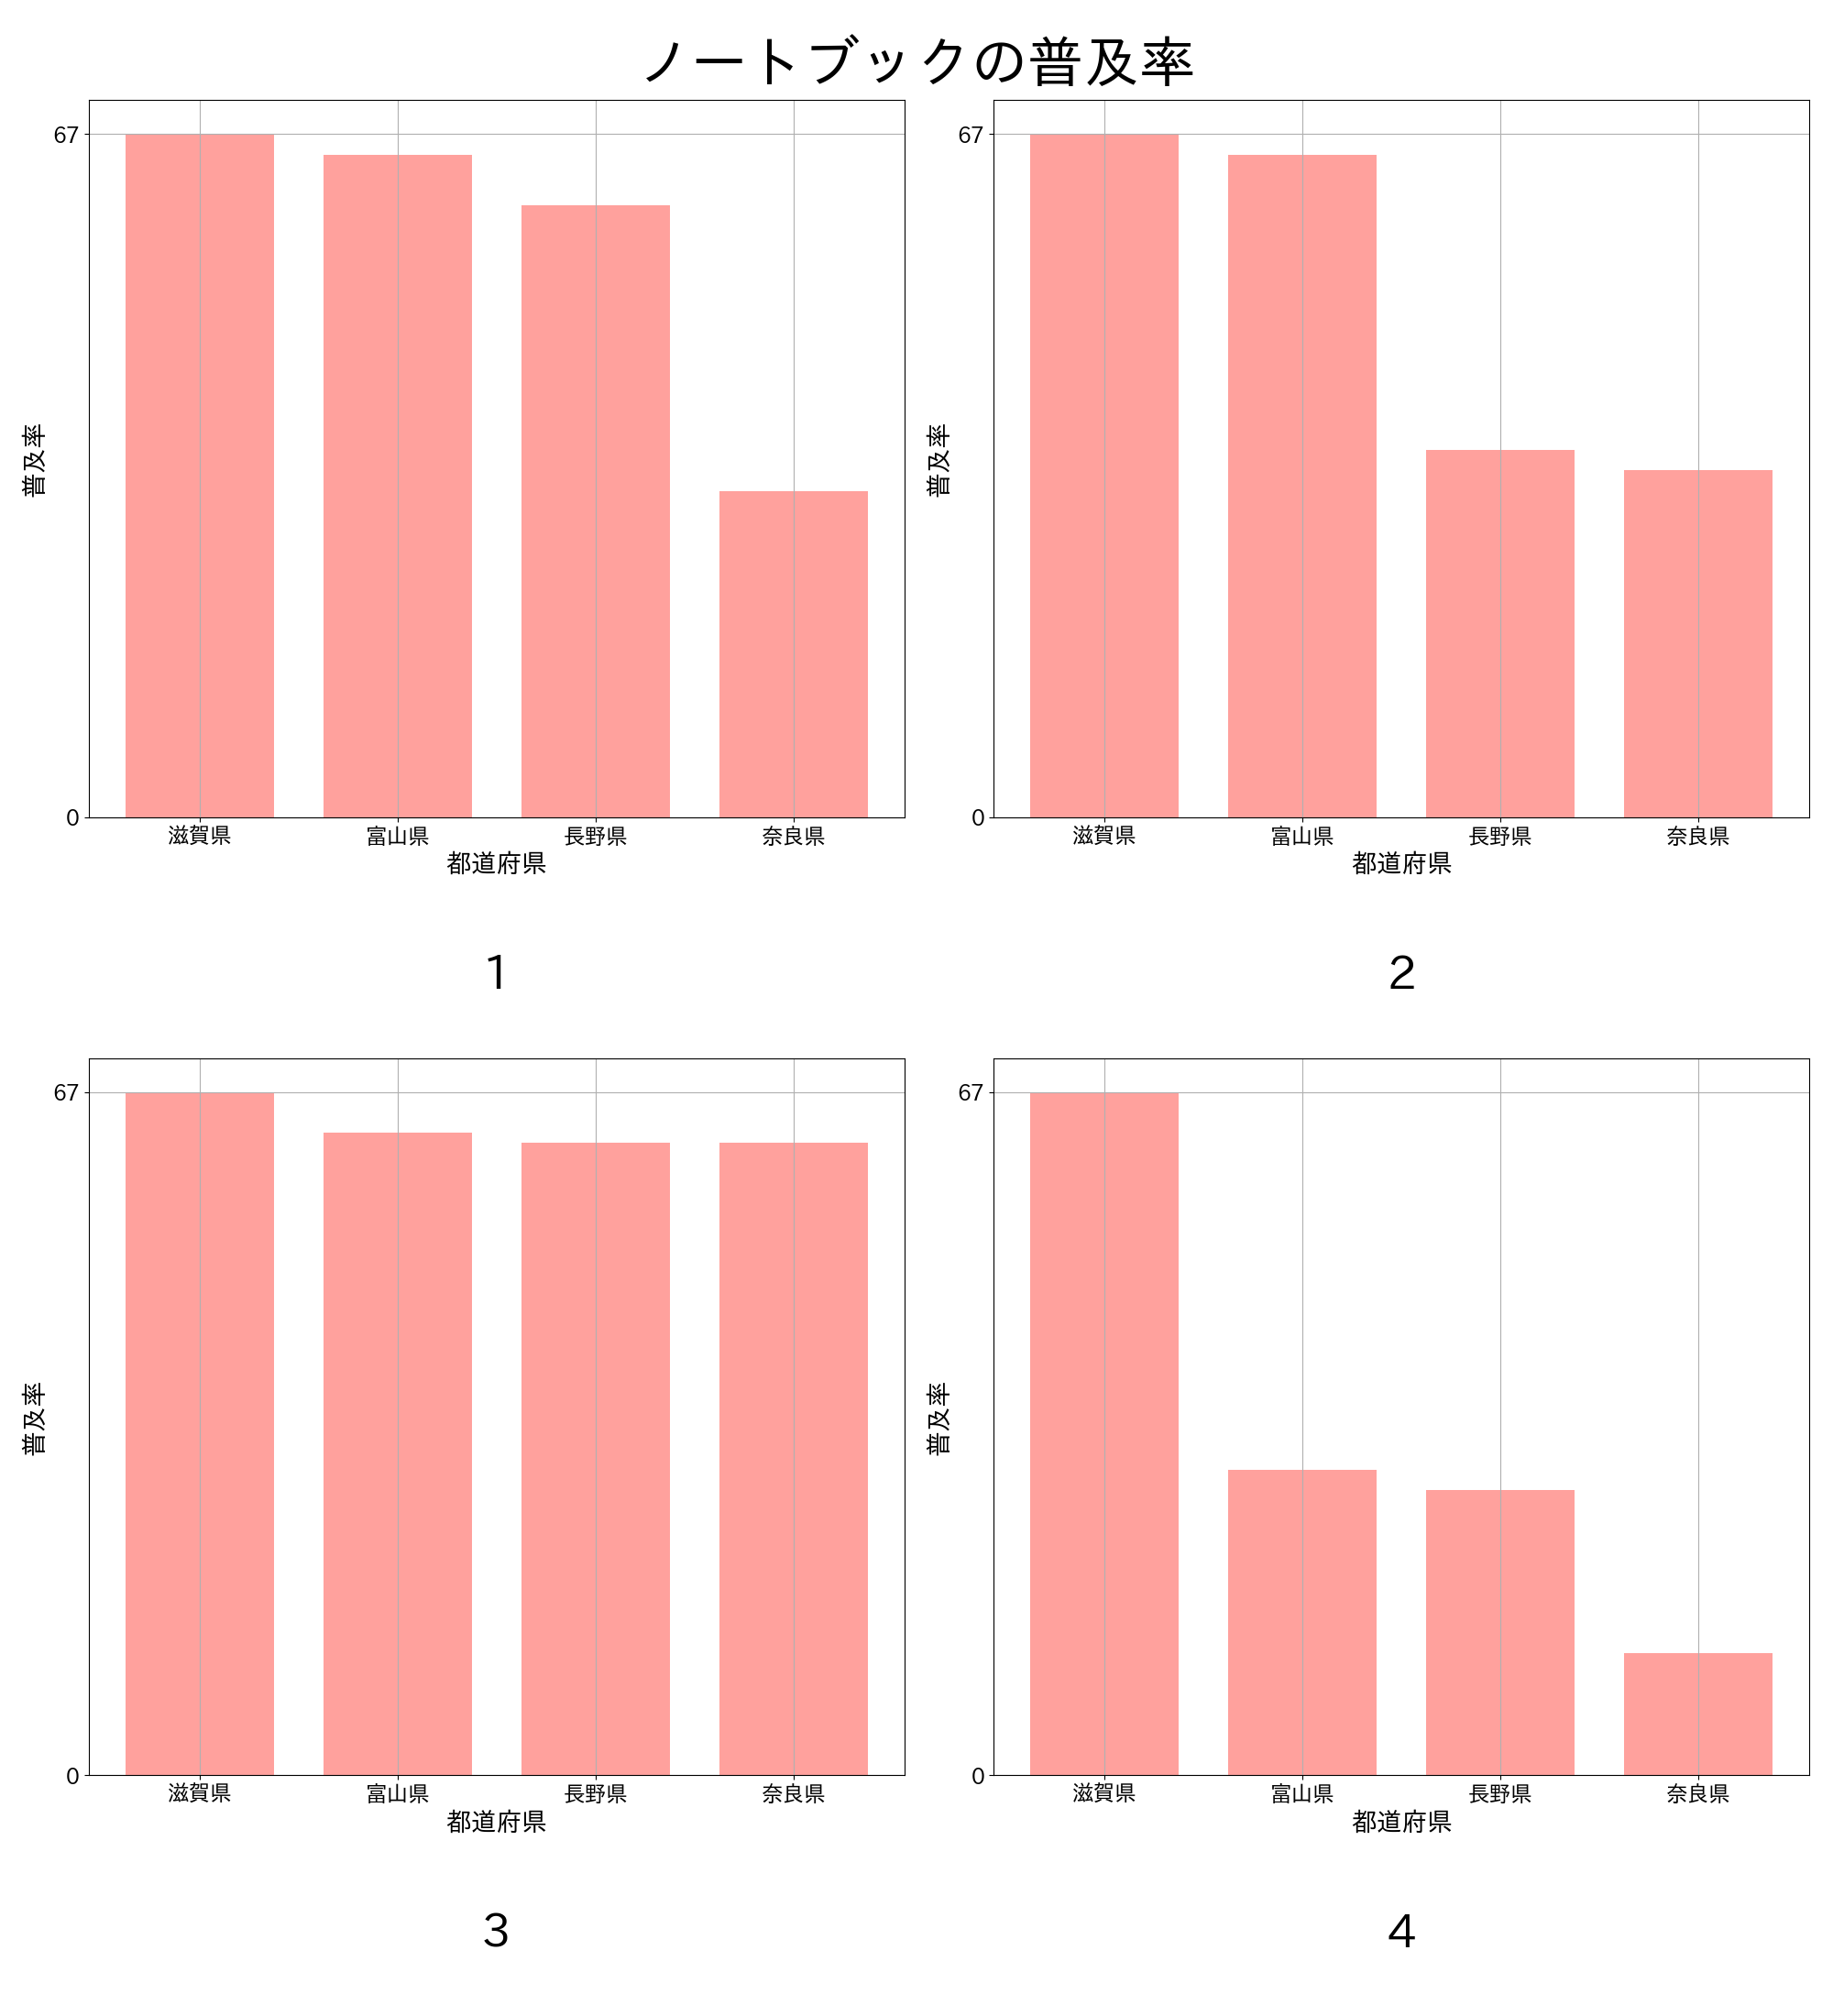 ノートブックの普及率
67
0
普及率
滋賀県 富山県 長野県 奈良県
都道府県
1
67
0
普及率
滋賀県 富山県 長野県 奈良県
都道府県
2
67
0
普及率
滋賀県 富山県 長野県 奈良県
都道府県
3
67
0
普及率
滋賀県 富山県 長野県 奈良県
都道府県
4